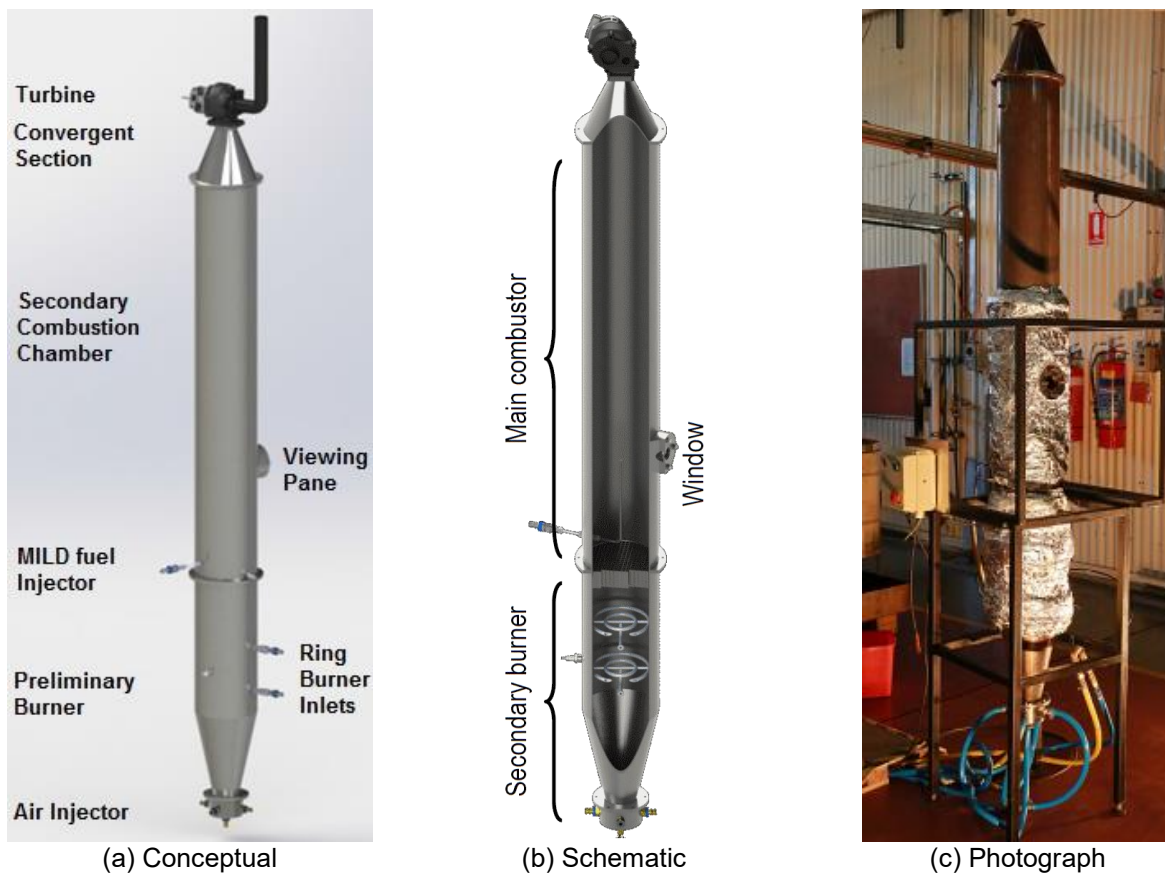 Turbine
Convergent
Section
Secondary
Combustion
Chamber
Viewing
Pane
MILD fuel
Injector
Ring
Burner
Inlets
Preliminary
Burner
Air Injector
(a) Conceptual
Main combustor
Window
Secondary burner
(b) Schematic
(c) Photograph